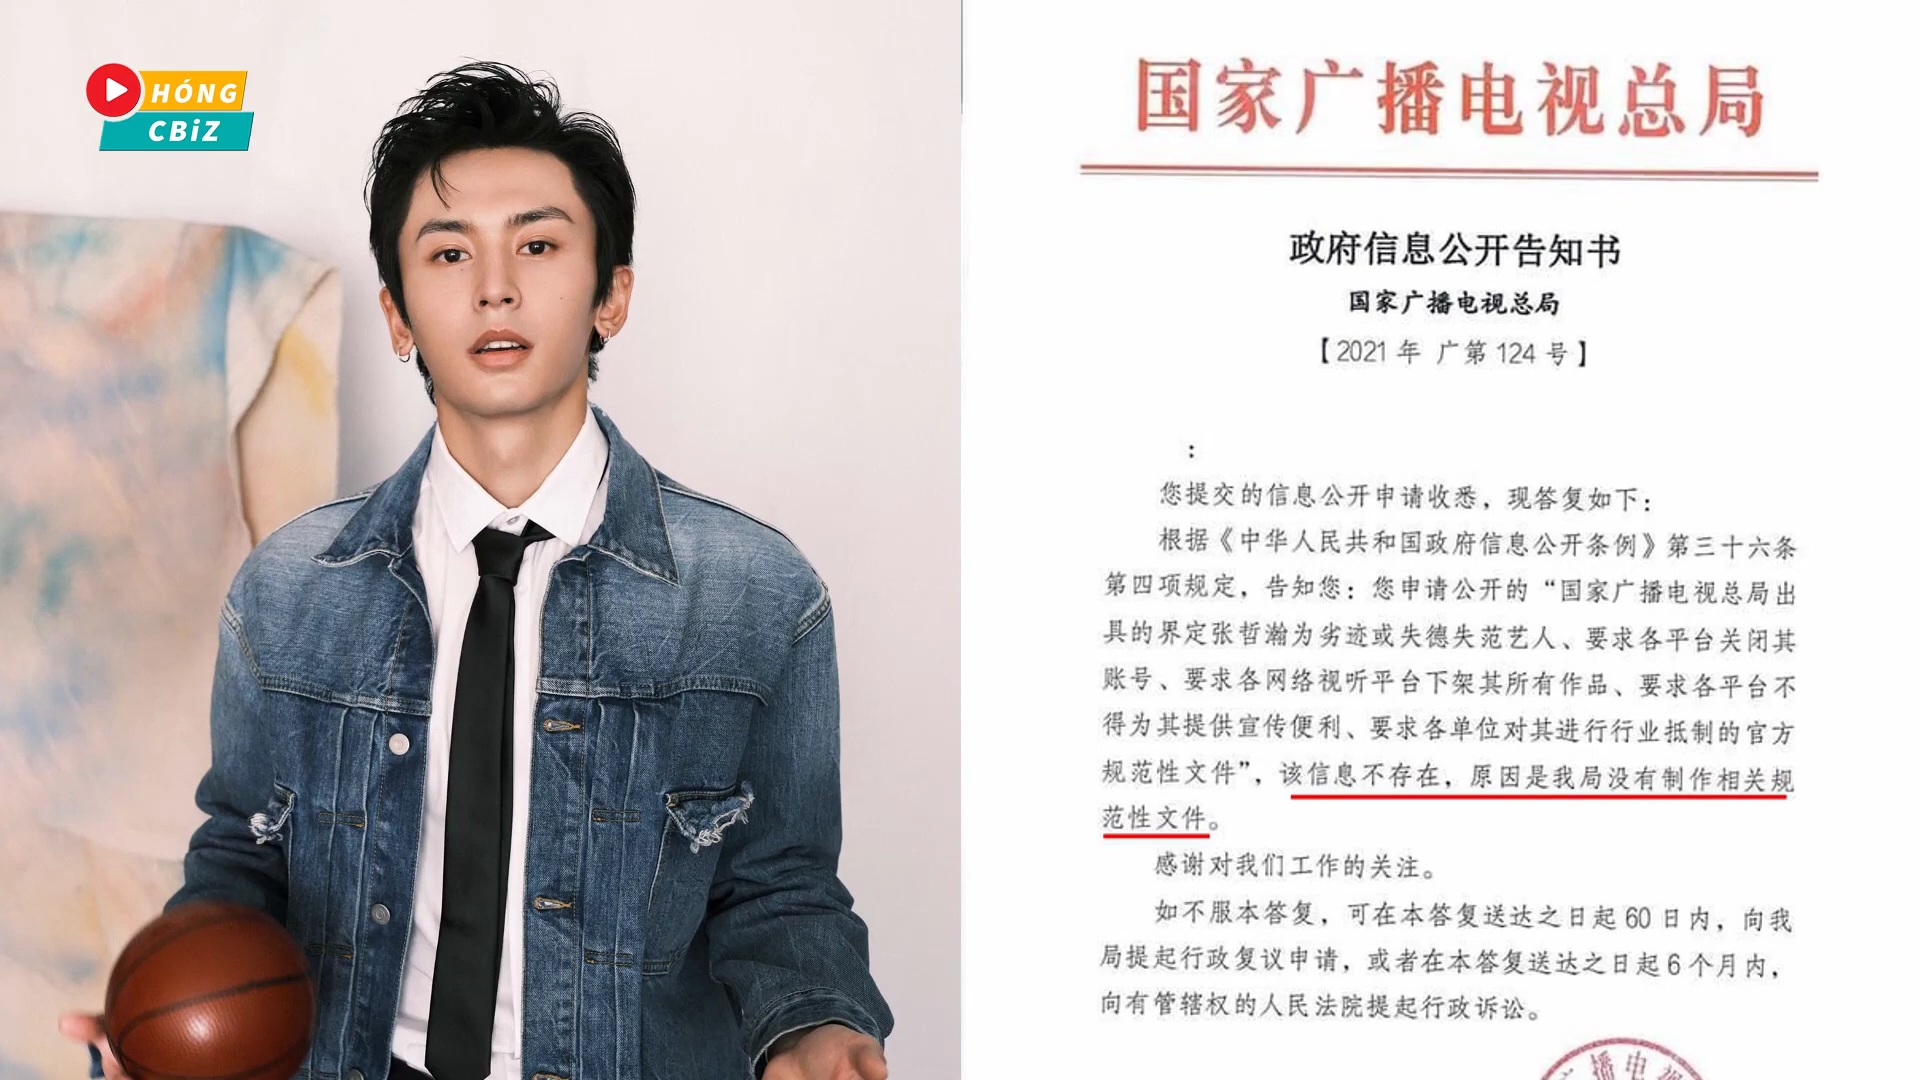 HÓNG
CBiZ
国家广播电视总局
政府信息公开告知书
国家广播电视总局
【2021 年 广第 124 号】
：
您提交的信息公开申请收悉，现答复如下：
根据《中华人民共和国政府信息公开条例》第三十六条
第四项规定，告知您：您申请公开的“国家广播电视总局出
具的界定张哲瀚为劣迹或失德失范艺人、要求各平台关闭其
账号、要求各网络视听平台下架其所有作品、要求各平台不
得为其提供宣传便利、要求各单位对其进行行业抵制的官方
规范性文件”，该信息不存在，原因是我局没有制作相关规
范性文件。
感谢对我们工作的关注。
如不服本答复，可在本答复送达之日起 60 日内，向我
局提起行政复议申请，或者在本答复送达之日起 6 个月内，
向有管辖权的人民法院提起行政诉讼。
广播电视